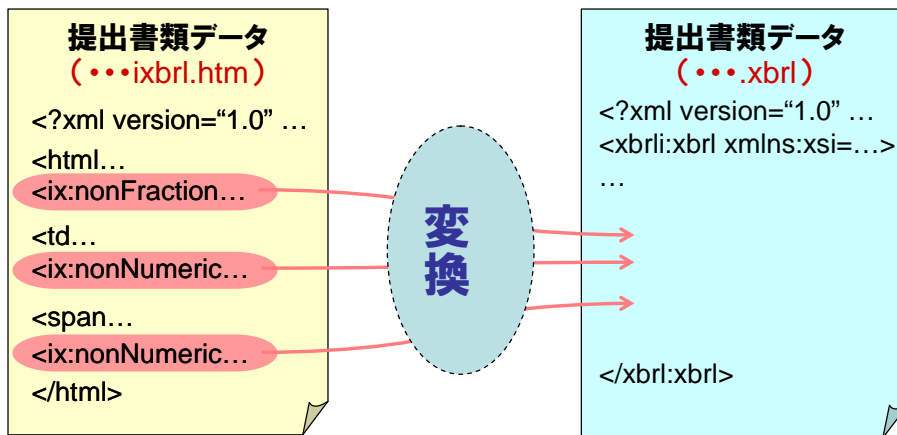 提出書類データ
(・・・ixbrl.htm)
<?xml version=“1.0” …
<html…
<ix:nonFraction…
<td…
<ix:nonNumeric…
<span…
<ix:nonNumeric…
</html>
変換
提出書類データ
(・・・.xbrl)
<?xml version=“1.0” …
<xbrli:xbrl xmlns:xsi=…>
…
</xbrl:xbrl>